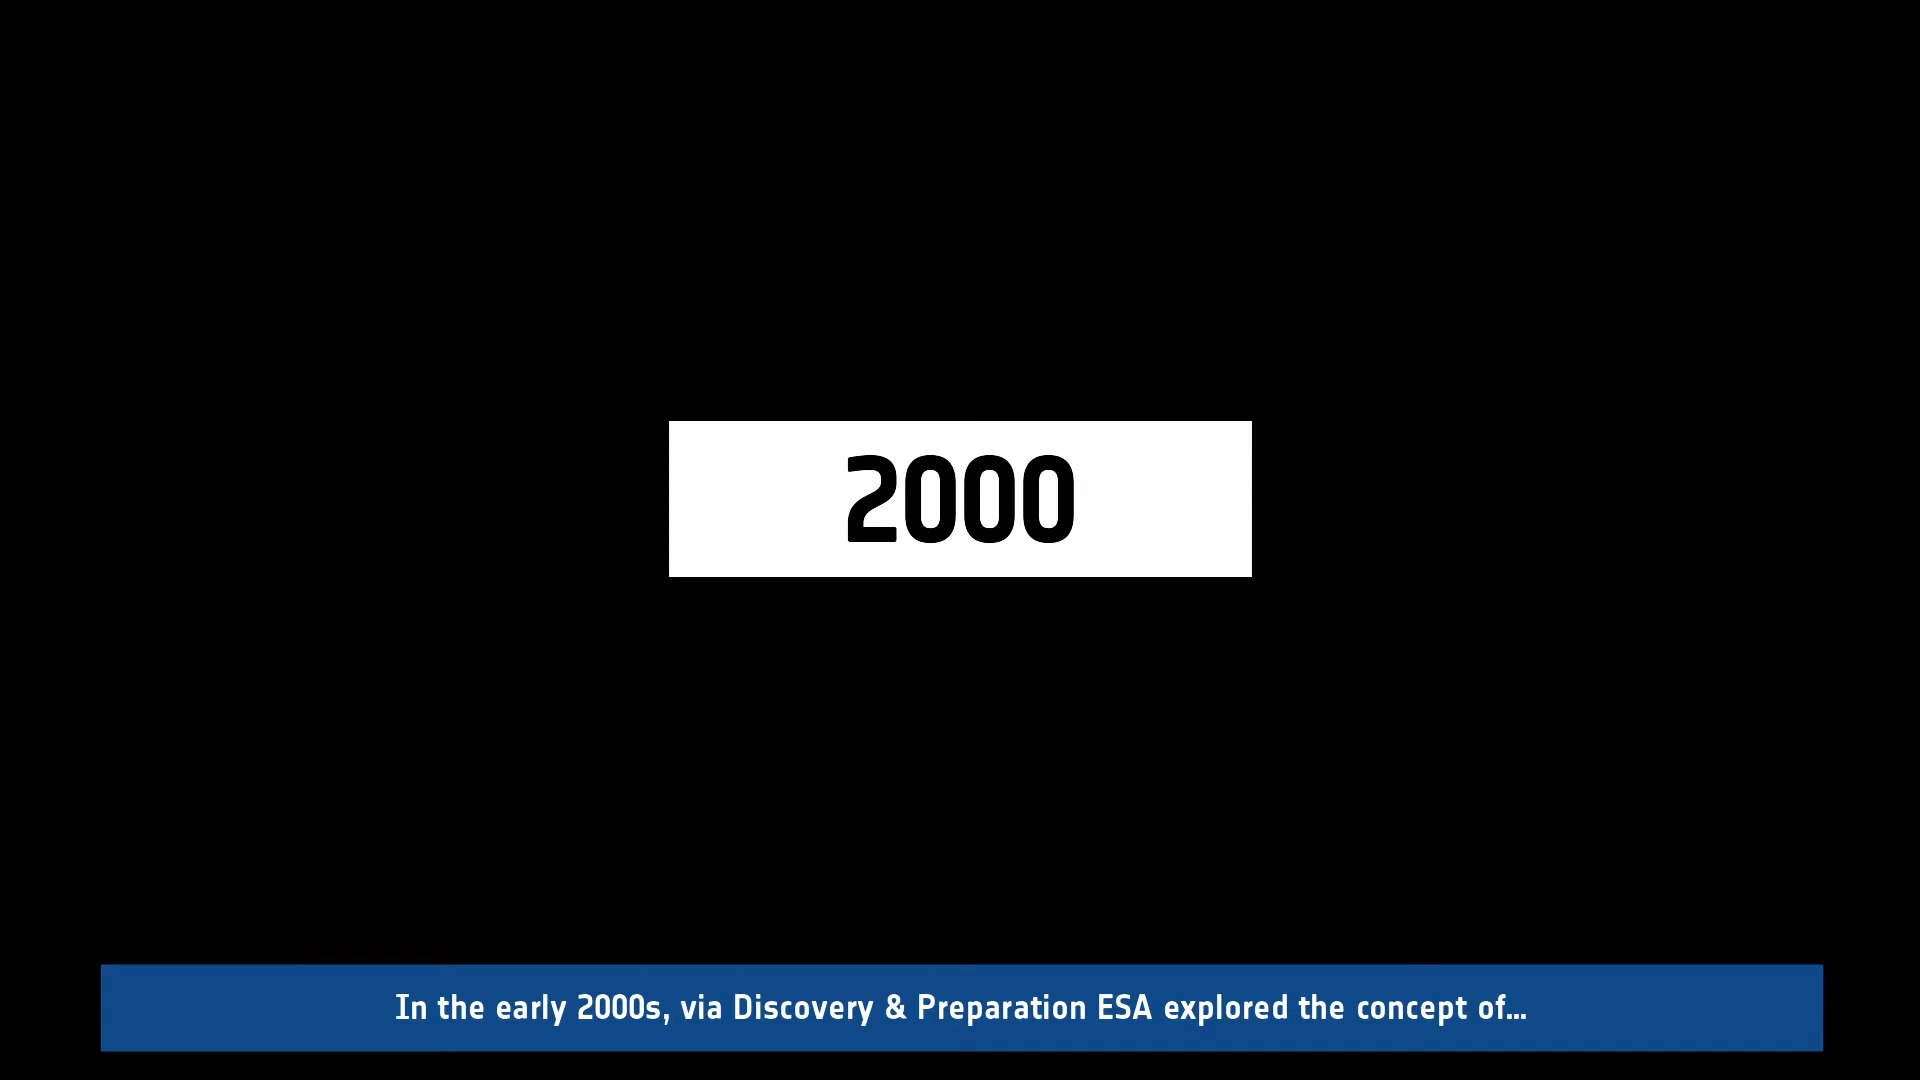 2000
In the early 2000s, via Discovery & Preparation ESA explored the concept of...